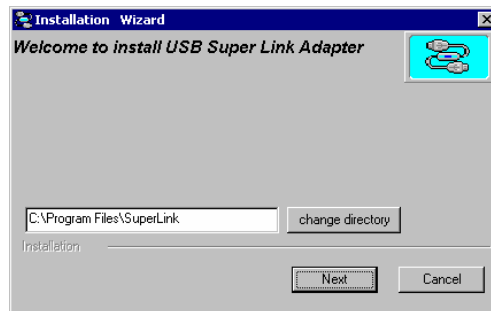 Installation Wizard
Welcome to install USB Super Link Adapter
C:\Program Files\SuperLink
change directory
Installation
Next
Cancel